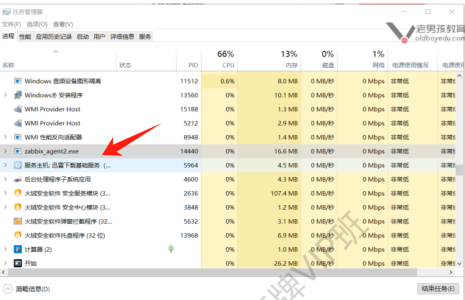 任务管理器
文件(F) 选项(O) 查看(V)
进程 性能 应用历史记录 启动 用户 详细信息 服务
老男孩教育
oldboyedu.com
66% 13% 0% 1%
名称 状态 PID CPU 内存 磁盘 网络 电源使用情况 电源使用
Windows 音频设备图形隔离 11512 0.6% 8.0 MB 0 MB/秒 0 Mbps 非常低 非常低
Windows® 安装程序 13560 0% 10.1 MB 0 MB/秒 0 Mbps 非常低 非常低
WMI Provider Host 15188 0% 1.3 MB 0 MB/秒 0 Mbps 非常低 非常低
WMI Provider Host 5212 0% 2.9 MB 0 MB/秒 0 Mbps 非常低 非常低
WMI 性能反向适配器 8948 0% 1.4 MB 0 MB/秒 0 Mbps 非常低 非常低
zabbix_agent2.exe 14440 0% 16.6 MB 0 MB/秒 0 Mbps 非常低 非常低
服务主机: 迅雷下载基础服务 (... 5964 0% 4.5 MB 0 MB/秒 0 Mbps 非常低 非常低
后台处理程序子系统应用 4600 0% 4.3 MB 0 MB/秒 0 Mbps 非常低 非常低
火绒安全软件 安全服务模块 (3... 2636 0% 107.4 MB 0 MB/秒 0 Mbps 非常低 非常低
火绒安全软件 安全中心模块 (3... 3848 0% 1.2 MB 0 MB/秒 0 Mbps 非常低 非常低
火绒安全软件弹窗拦截程序 (32... 5632 0% 3.1 MB 0 MB/秒 0 Mbps 非常低 非常低
火绒安全软件托盘程序 (32 位) 13968 0% 6.9 MB 0 MB/秒 0 Mbps 非常低 非常低
计算器 (2) 0% 1.0 MB 0 MB/秒 0 Mbps 非常低 非常低
开始 0% 26.2 MB 0 MB/秒 0 Mbps 非常低 非常低
牌VIP班
简略信息(D) 结束任务(E)